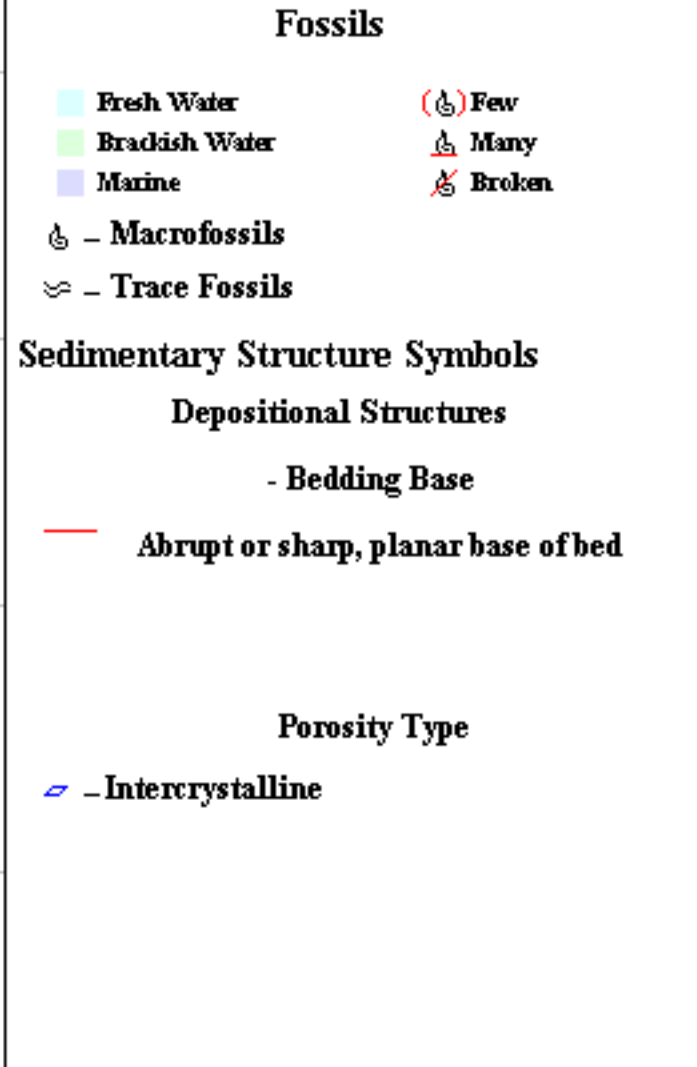 Fossils
Fresh Water
Few
Brackish Water
Many
Marine
Broken
– Macrofossils
– Trace Fossils
Sedimentary Structure Symbols
Depositional Structures
- Bedding Base
Abrupt or sharp, planar base of bed
Porosity Type
– Intercrystalline